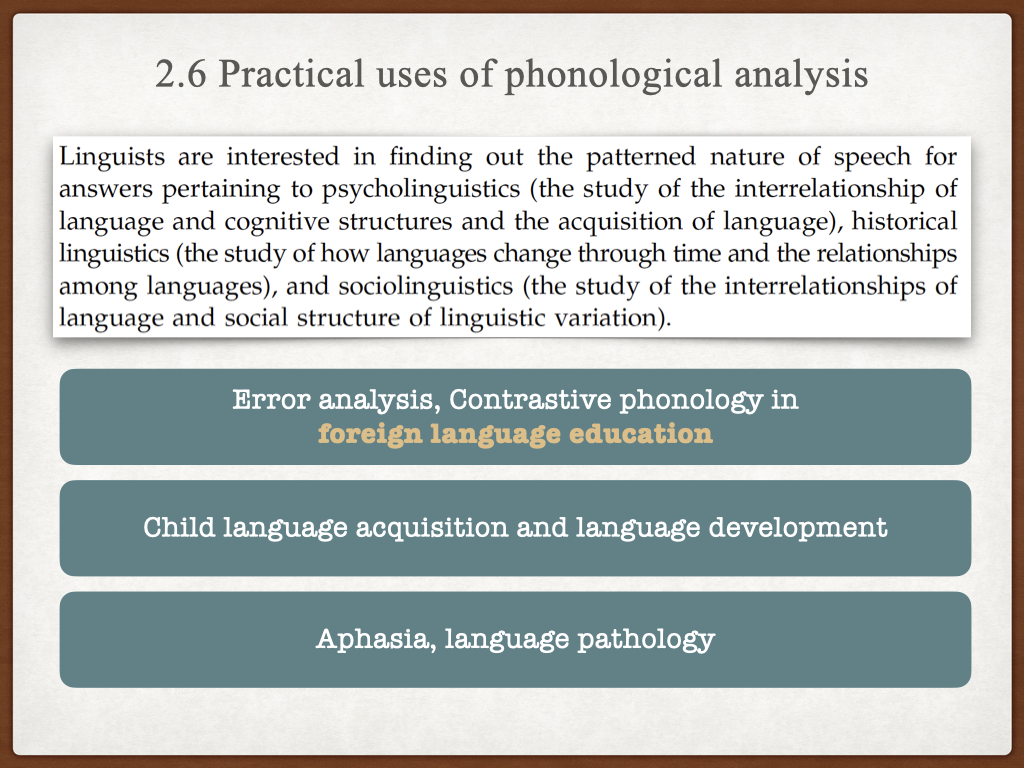 2.6 Practical uses of phonological analysis
Linguists are interested in finding out the patterned nature of speech for
answers pertaining to psycholinguistics (the study of the interrelationship of
language and cognitive structures and the acquisition of language), historical
linguistics (the study of how languages change through time and the relationships
among languages), and sociolinguistics (the study of the interrelationships of
language and social structure of linguistic variation).
Error analysis, Contrastive phonology in
foreign language education
Child language acquisition and language development
Aphasia, language pathology